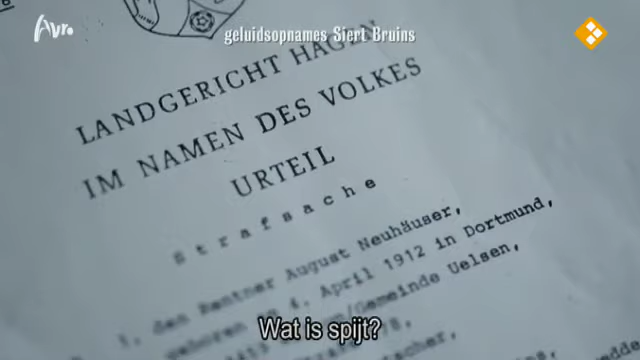 Avro
geluidsopnames Siert Bruins
LANDGERICHT HAGEN
IM NAMEN DES VOLKES
URTEIL
Strafsache
1. den Rentner August Neuhäuser,
geboren am 4. April 1912 in Dortmund,
/Gemeinde Uelsen,
Wat is spijt?